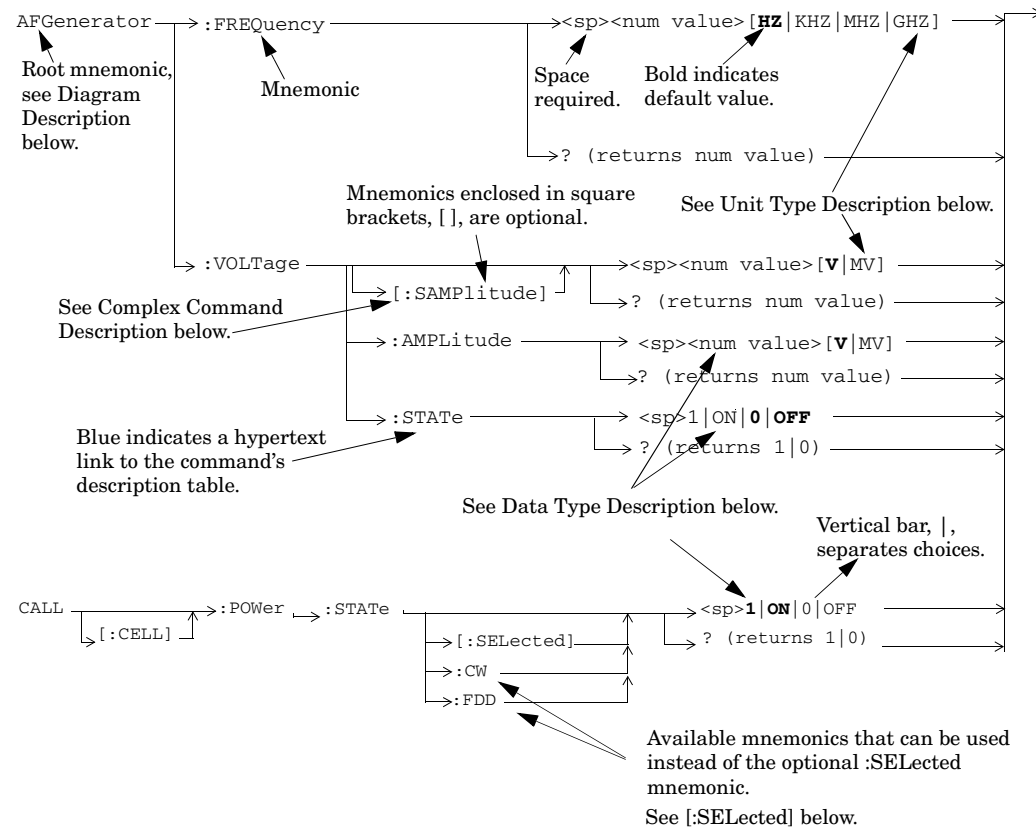 AFGenerator :FREQuency <sp><num value>[HZ|KHZ|MHZ|GHZ]
Root mnemonic,
see Diagram
Description
below.
Mnemonic
Space
required.
Bold indicates
default value.
? (returns num value)
Mnemonics enclosed in square
brackets, [ ], are optional.
See Unit Type Description below.
:VOLTage <sp><num value>[V|MV]
[:SAMPlitude] ? (returns num value)
See Complex Command
Description below.
:AMPLitude <sp><num value>[V|MV]
? (returns num value)
:STATe <sp>1|ON|0|OFF
? (returns 1|0)
Blue indicates a hypertext
link to the command's
description table.
See Data Type Description below.
Vertical bar, |,
separates choices.
CALL :POWer :STATe <sp>1|ON|0|OFF
[:CELL] [:SELected] ? (returns 1|0)
:CW
:FDD
Available mnemonics that can be used
instead of the optional :SELected
mnemonic.
See [:SELected] below.